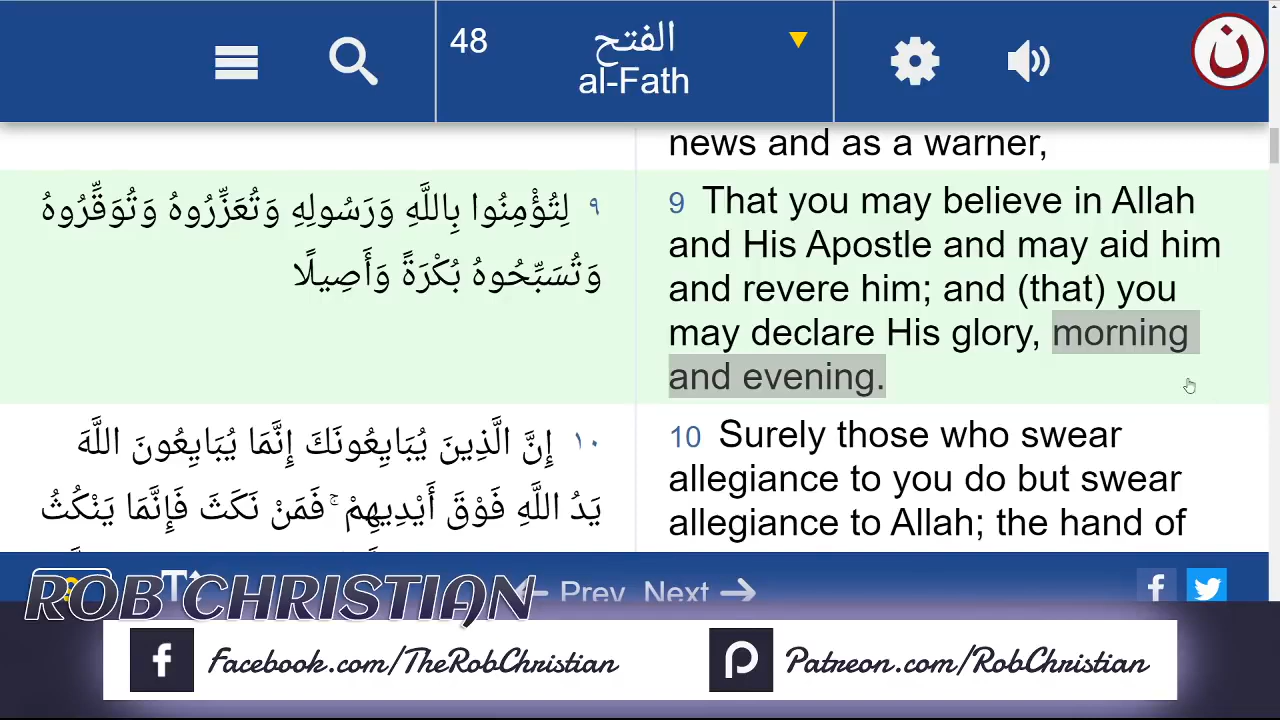 48
الفتح
al-Fath
ن
news and as a warner,
٩ لِتُؤْمِنُوا بِاللَّهِ وَرَسُولِهِ وَتُعَزِّرُوهُ وَتُوَقِّرُوهُ
وَتُسَبِّحُوهُ بُكْرَةً وَأَصِيلًا
9 That you may believe in Allah
and His Apostle and may aid him
and revere him; and (that) you
may declare His glory, morning
and evening.
١٠ إِنَّ الَّذِينَ يُبَايِعُونَكَ إِنَّمَا يُبَايِعُونَ اللَّهَ
يَدُ اللَّهِ فَوْقَ أَيْدِيهِمْ ۚ فَمَنْ نَكَثَ فَإِنَّمَا يَنْكُثُ
10 Surely those who swear
allegiance to you do but swear
allegiance to Allah; the hand of
ROB CHRISTIAN
Prev Next
Facebook.com/TheRobChristian
Patreon.com/RobChristian